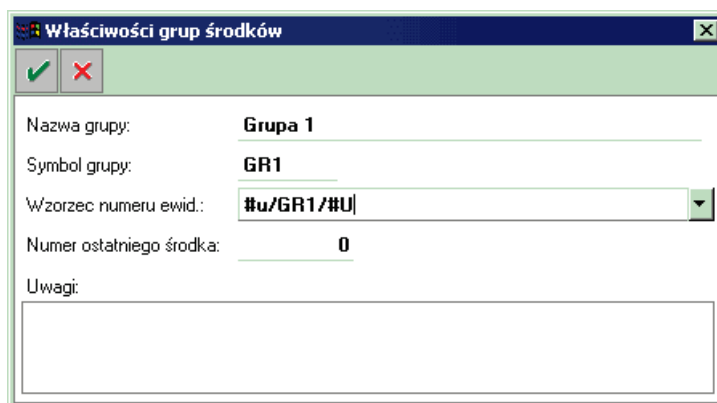 Właściwości grup środków
Nazwa grupy: Grupa 1
Symbol grupy: GR1
Wzorzec numeru ewid.: #u/GR1/#U
Numer ostatniego środka: 0
Uwagi: